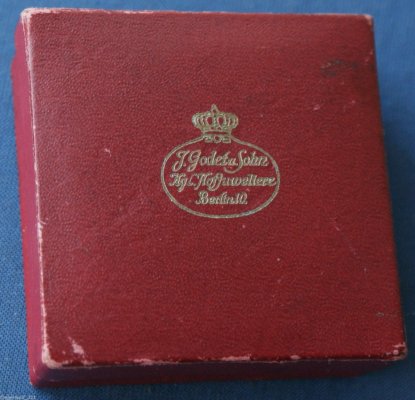 J. Godet u. Sohn
Kgl. Hofjuweliere
Berlin W.